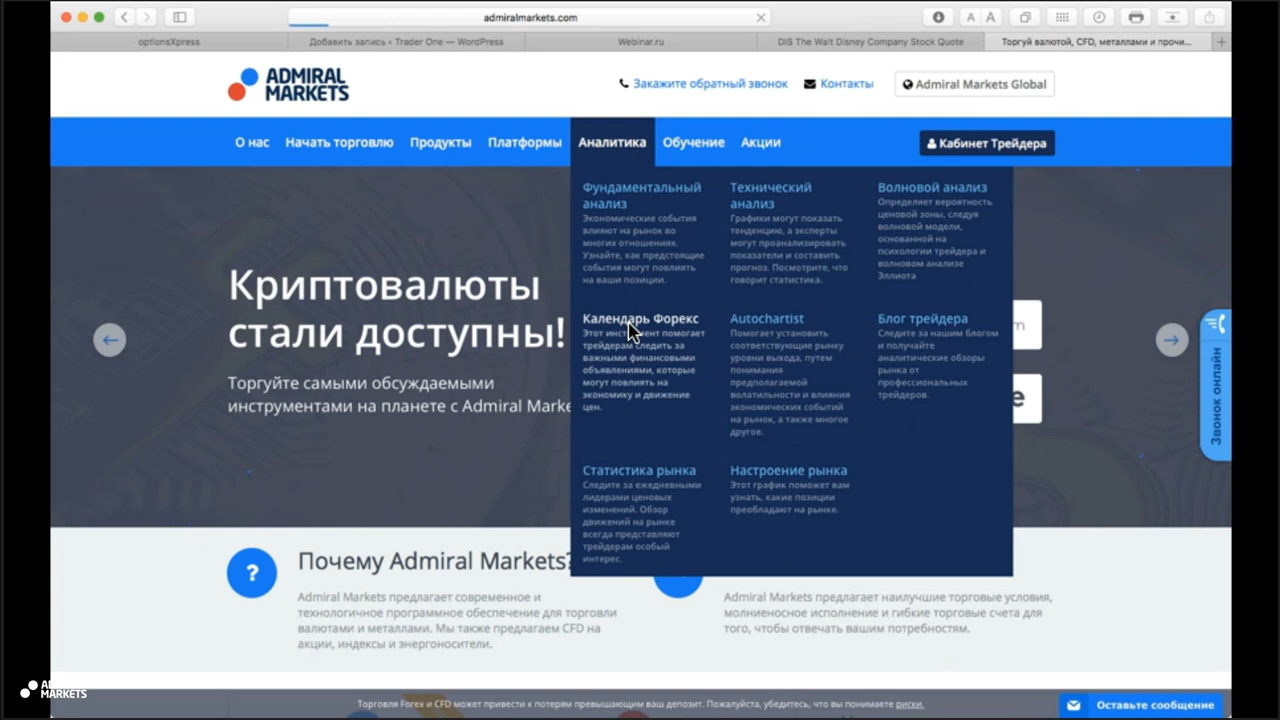 admiralmarkets.com
A A
optionsXpress
Добавить запись ‹ Trader One — WordPress
Webinar.ru
DIS The Walt Disney Company Stock Quote
Торгуй валютой, CFD, металлами и прочи...
ADMIRAL
MARKETS
Закажите обратный звонок
Контакты
Admiral Markets Global
О нас
Начать торговлю
Продукты
Платформы
Аналитика
Обучение
Акции
Кабинет Трейдера
Криптовалюты
стали доступны!
Торгуйте самыми обсуждаемыми
инструментами на планете с Admiral Marke
Фундаментальный
анализ
Экономические события
влияют на рынок во
многих отношениях.
Узнайте, как предстоящие
события могут повлиять
на ваши позиции.
Технический
анализ
Графики могут показать
тенденцию, а эксперты
могут проанализировать
показатели и составить
прогноз. Посмотрите, что
говорит статистика.
Волновой анализ
Определяет вероятность
ценовой зоны, следуя
волновой модели,
основанной на
психологии трейдера и
волновом анализе
Эллиота
Календарь Форекс
Этот инструмент помогает
трейдерам следить за
важными финансовыми
объявлениями, которые
могут повлиять на
экономику и движение
цен.
Autochartist
Помогает установить
соответствующие рынку
уровни выхода, путем
понимания
предполагаемой
волатильности и влияния
экономических событий
на рынок, а также многое
другое.
Блог трейдера
Следите за нашим блогом
и получайте
аналитические обзоры
рынка от
профессиональных
трейдеров.
Статистика рынка
Следите за ежедневными
лидерами ценовых
изменений. Обзор
движений на рынке
всегда представляют
трейдерам особый
интерес.
Настроение рынка
Этот график поможет вам
узнать, какие позиции
преобладают на рынке.
m
e
Звонок онлайн
?
Почему Admiral Markets?
Admiral Markets предлагает современное и
технологичное программное обеспечение для торговли
валютами и металлами. Мы также предлагаем CFD на
акции, индексы и энергоносители.
Admiral Markets предлагает наилучшие торговые условия,
молниеносное исполнение и гибкие торговые счета для
того, чтобы отвечать вашим потребностям.
Торговля Forex и CFD может привести к потерям превышающим ваш депозит. Пожалуйста, убедитесь, что вы понимаете риски.
Оставьте сообщение
MARKETS